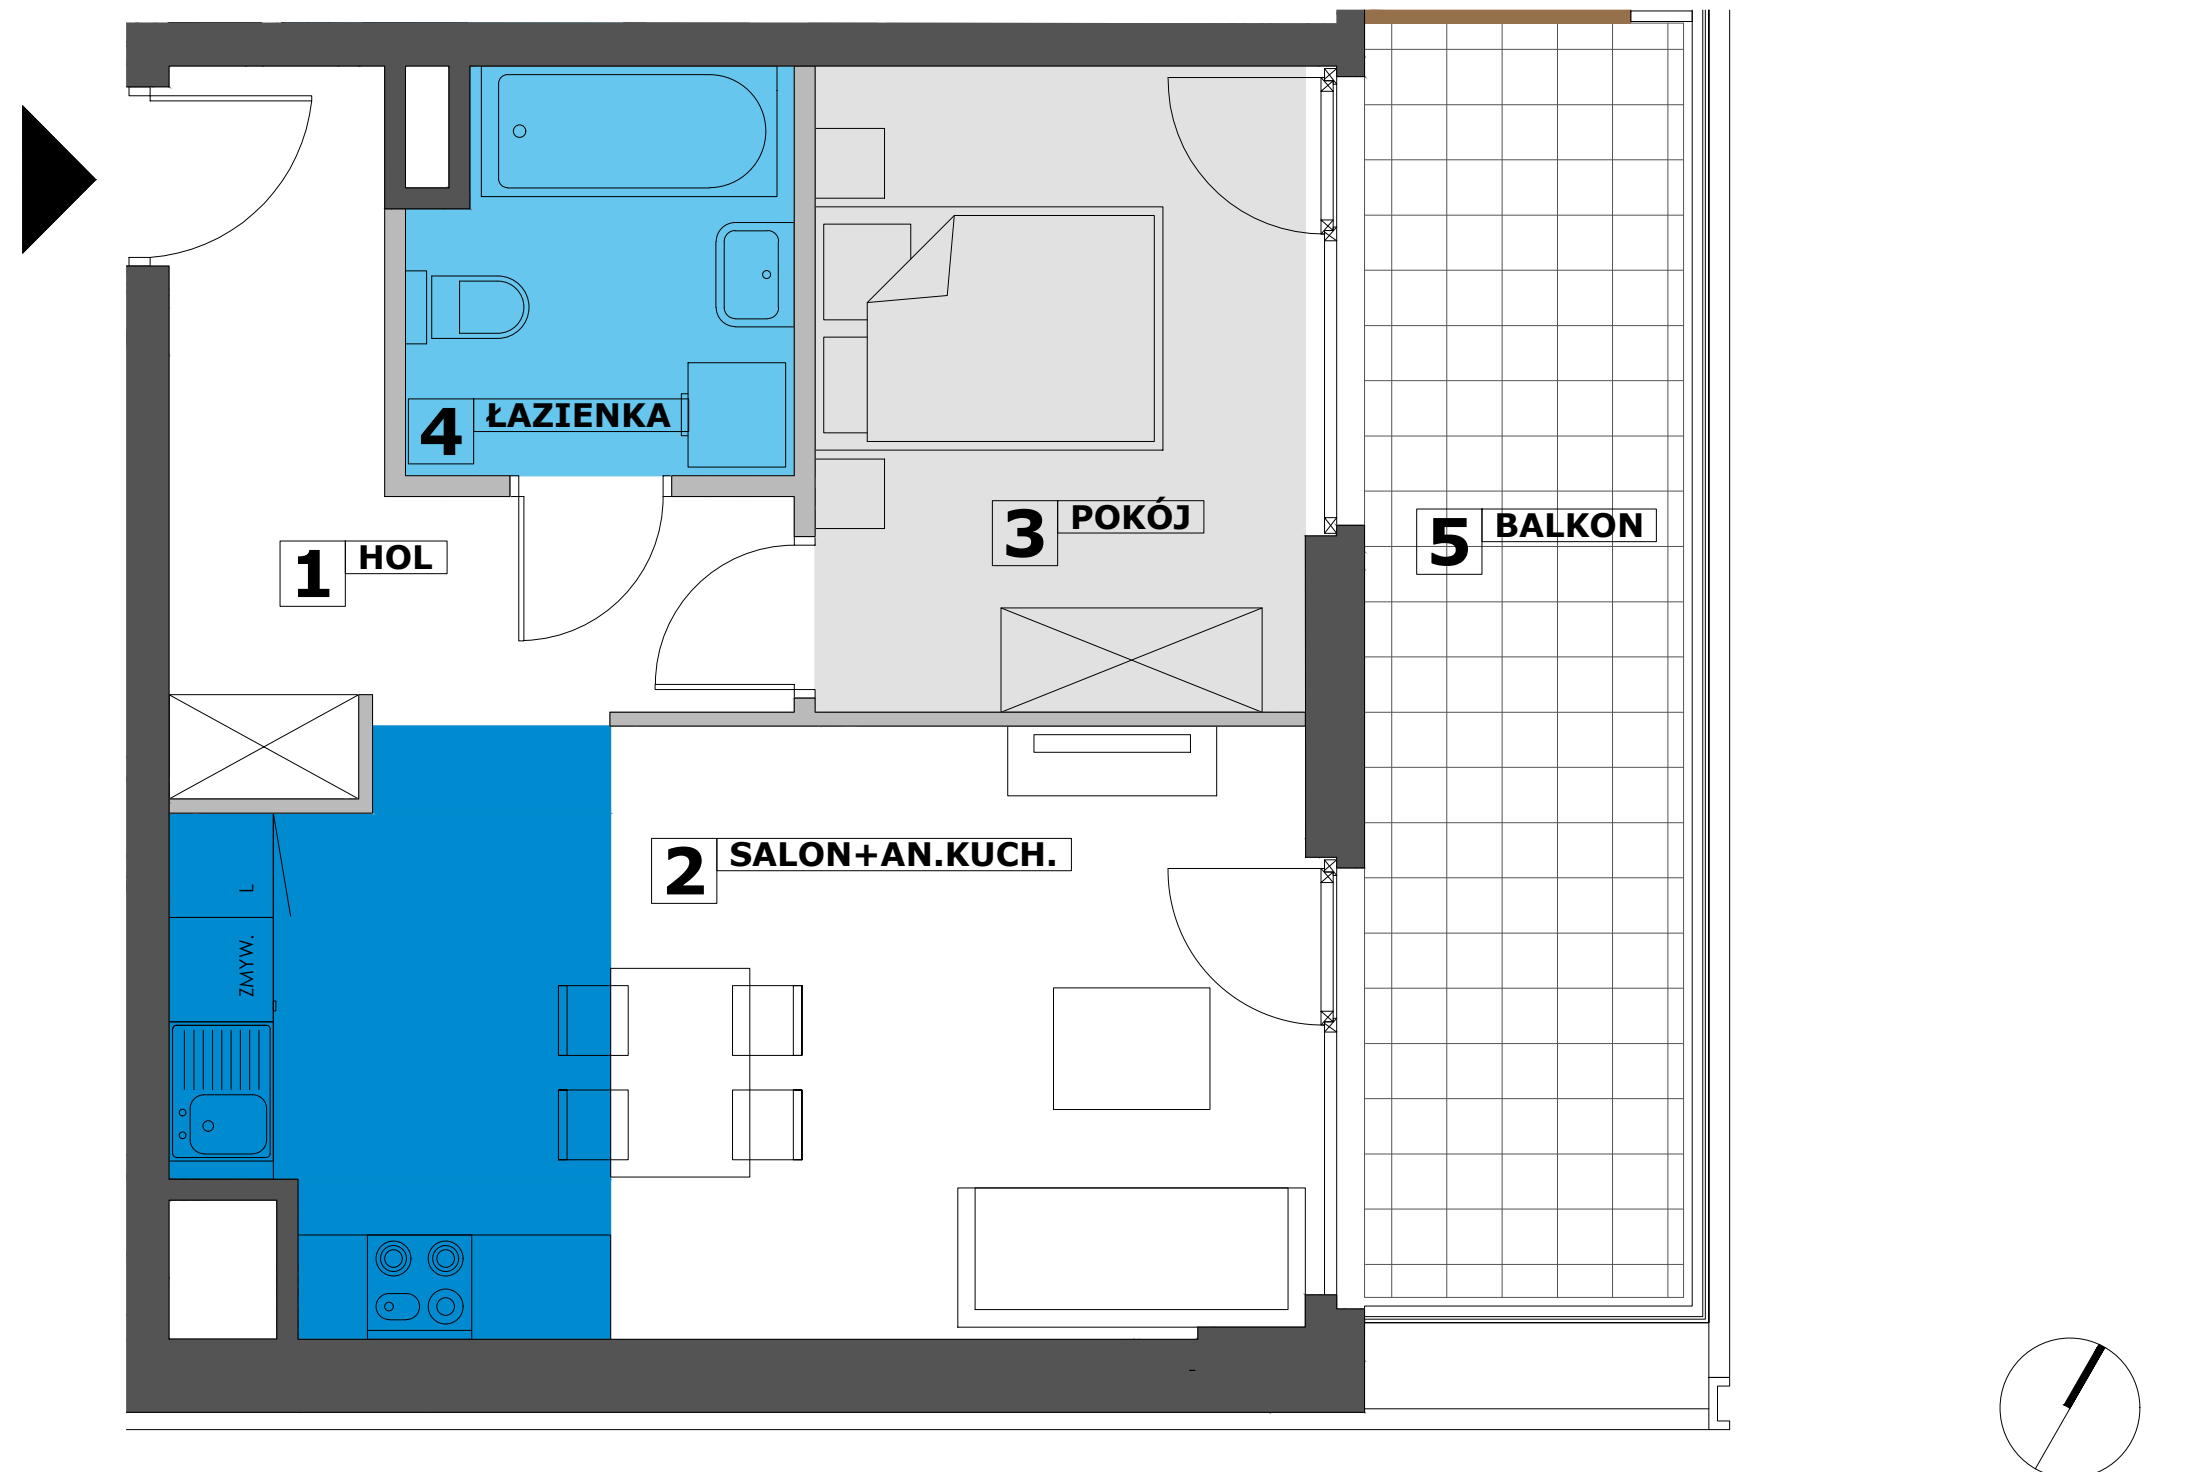 4 ŁAZIENKA
3 POKÓJ
5 BALKON
1 HOL
2 SALON+AN.KUCH.
L
ZMYW.